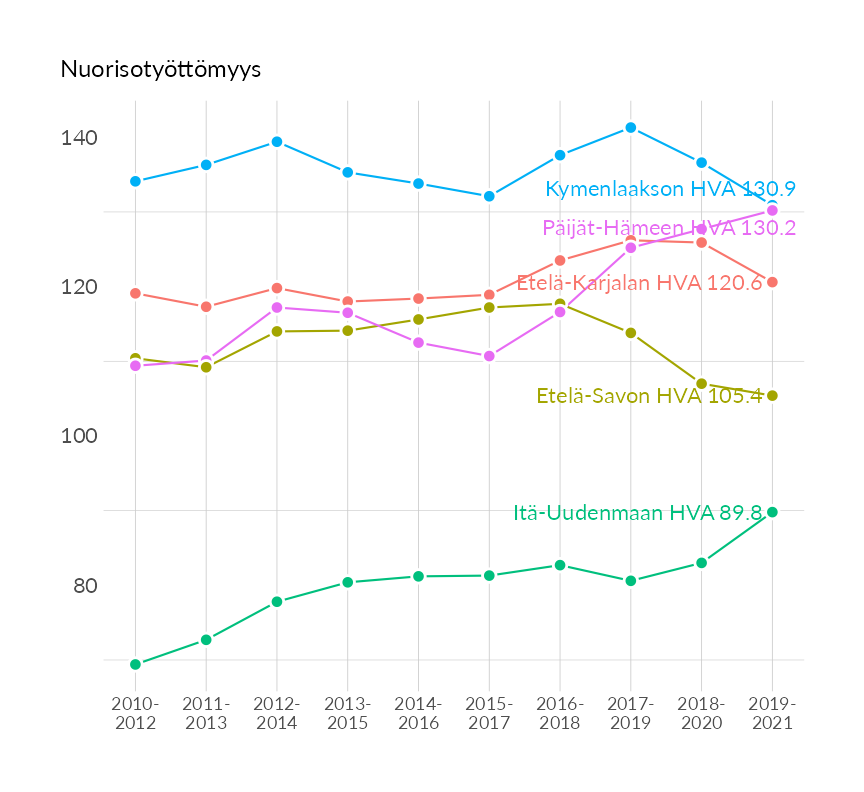 Nuorisotyöttömyys
140
Kymenlaakson HVA 130.9
Päijät-Hämeen HVA 130.2
120
Etelä-Karjalan HVA 120.6
Etelä-Savon HVA 105.4
100
Itä-Uudenmaan HVA 89.8
80
2010- 2011- 2012- 2013- 2014- 2015- 2016- 2017- 2018- 2019-
2012 2013 2014 2015 2016 2017 2018 2019 2020 2021